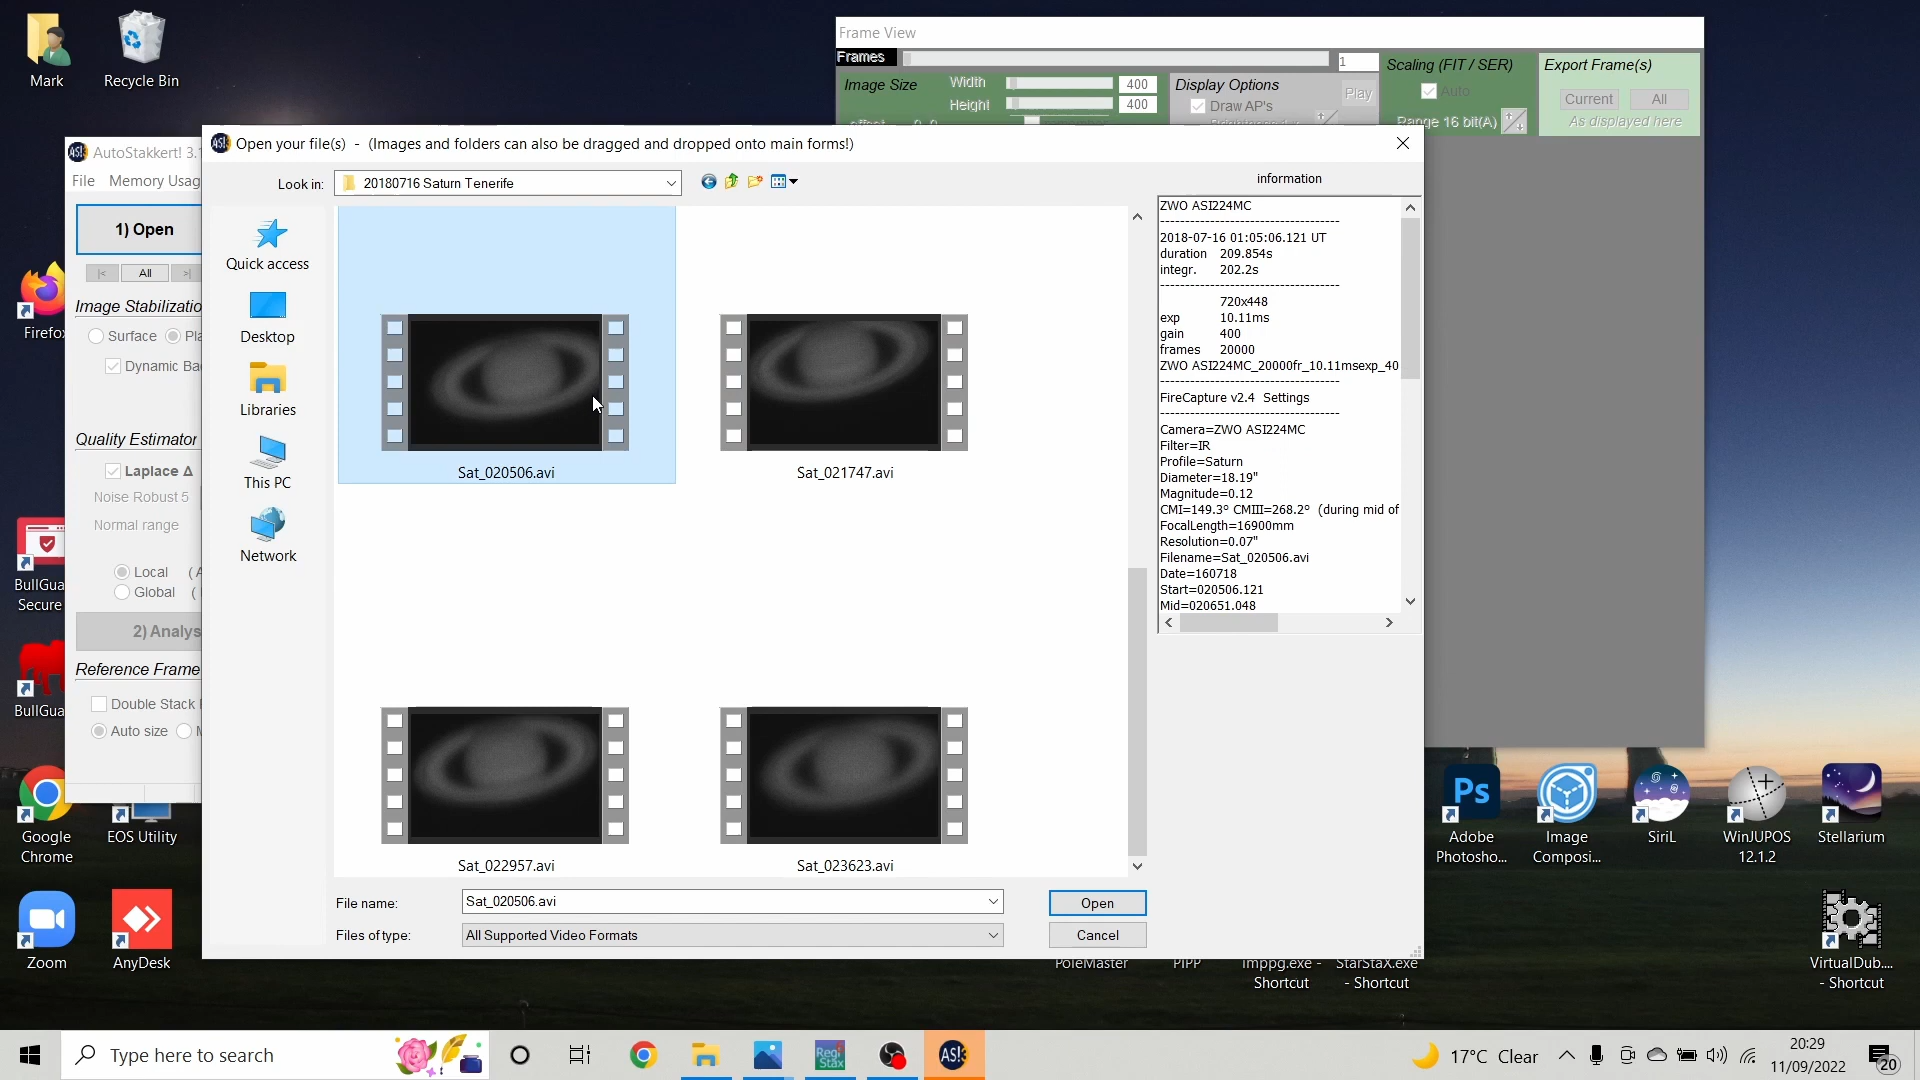 Mark
Recycle Bin
Firefox
BullGua
Secure
BullGua
Google
Chrome
EOS Utility
Zoom
AnyDesk
Frame View
Frames
1
Image Size
Width
400
Height
400
Display Options
Draw AP's
Play
Scaling (FIT / SER)
Auto
Range 16 bit(A)
Export Frame(s)
Current
All
As displayed here
AutoStakkert! 3.1
File
Memory Usag
1) Open
|<
All
>|
Image Stabilizatio
Surface
Pla
Dynamic Ba
Quality Estimator
Laplace Δ
Noise Robust 5
Normal range
Local
(A
Global
(
2) Analys
Reference Frame
Double Stack
Auto size
M
Open your file(s) - (Images and folders can also be dragged and dropped onto main forms!)
Look in:
20180716 Saturn Tenerife
Quick access
Desktop
Libraries
This PC
Network
Sat_020506.avi
Sat_021747.avi
Sat_022957.avi
Sat_023623.avi
File name:
Sat_020506.avi
Open
Files of type:
All Supported Video Formats
Cancel
information
ZWO ASI224MC
-----------------------------------
2018-07-16 01:05:06.121 UT
duration 209.854s
integr. 202.2s
-----------------------------------
720x448
exp 10.11ms
gain 400
frames 20000
ZWO ASI224MC_20000fr_10.11msexp_40
-----------------------------------
FireCapture v2.4 Settings
-----------------------------------
Camera=ZWO ASI224MC
Filter=IR
Profile=Saturn
Diameter=18.19"
Magnitude=0.12
CMI=149.3° CMIII=268.2° (during mid of
FocalLength=16900mm
Resolution=0.07"
Filename=Sat_020506.avi
Date=160718
Start=020506.121
Mid=020651.048
Ps
Adobe
Photosho...
Image
Composi...
SiriL
WinJUPOS
12.1.2
Stellarium
PoleMaster
PIPP
Imppg.exe -
Shortcut
StarStaX.exe
- Shortcut
VirtualDub....
- Shortcut
Type here to search
Regi
Stax
AS!3
17°C Clear
20:29
11/09/2022
20